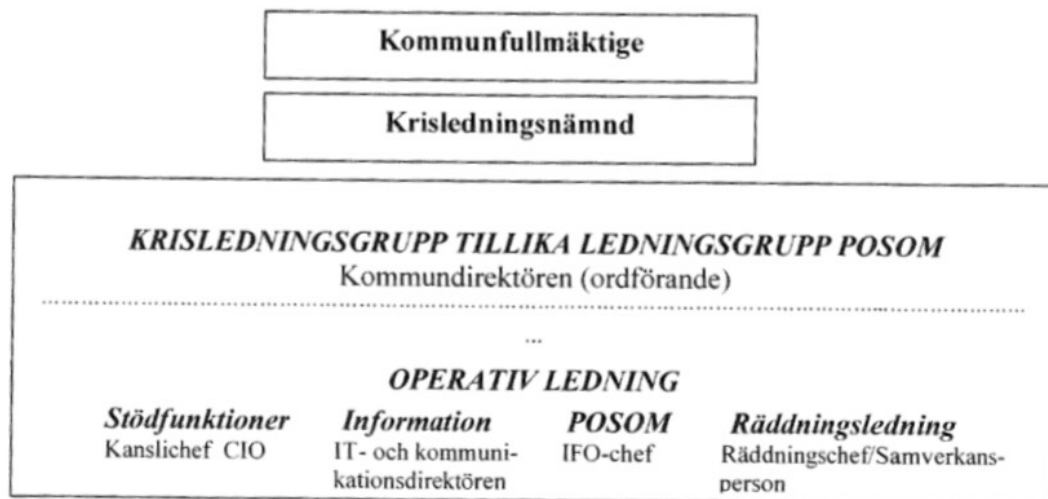 Kommunfullmäktige
Krisledningsnämnd
KRISLEDNINGSGRUPP TILLIKA LEDNINGSGRUPP POSOM
Kommundirektören (ordförande)
...
OPERATIV LEDNING
Stödfunktioner Information POSOM Räddningsledning
Kanslichef CIO IT- och kommuni- IFO-chef Räddningschef/Samverkans-
kationsdirektören person